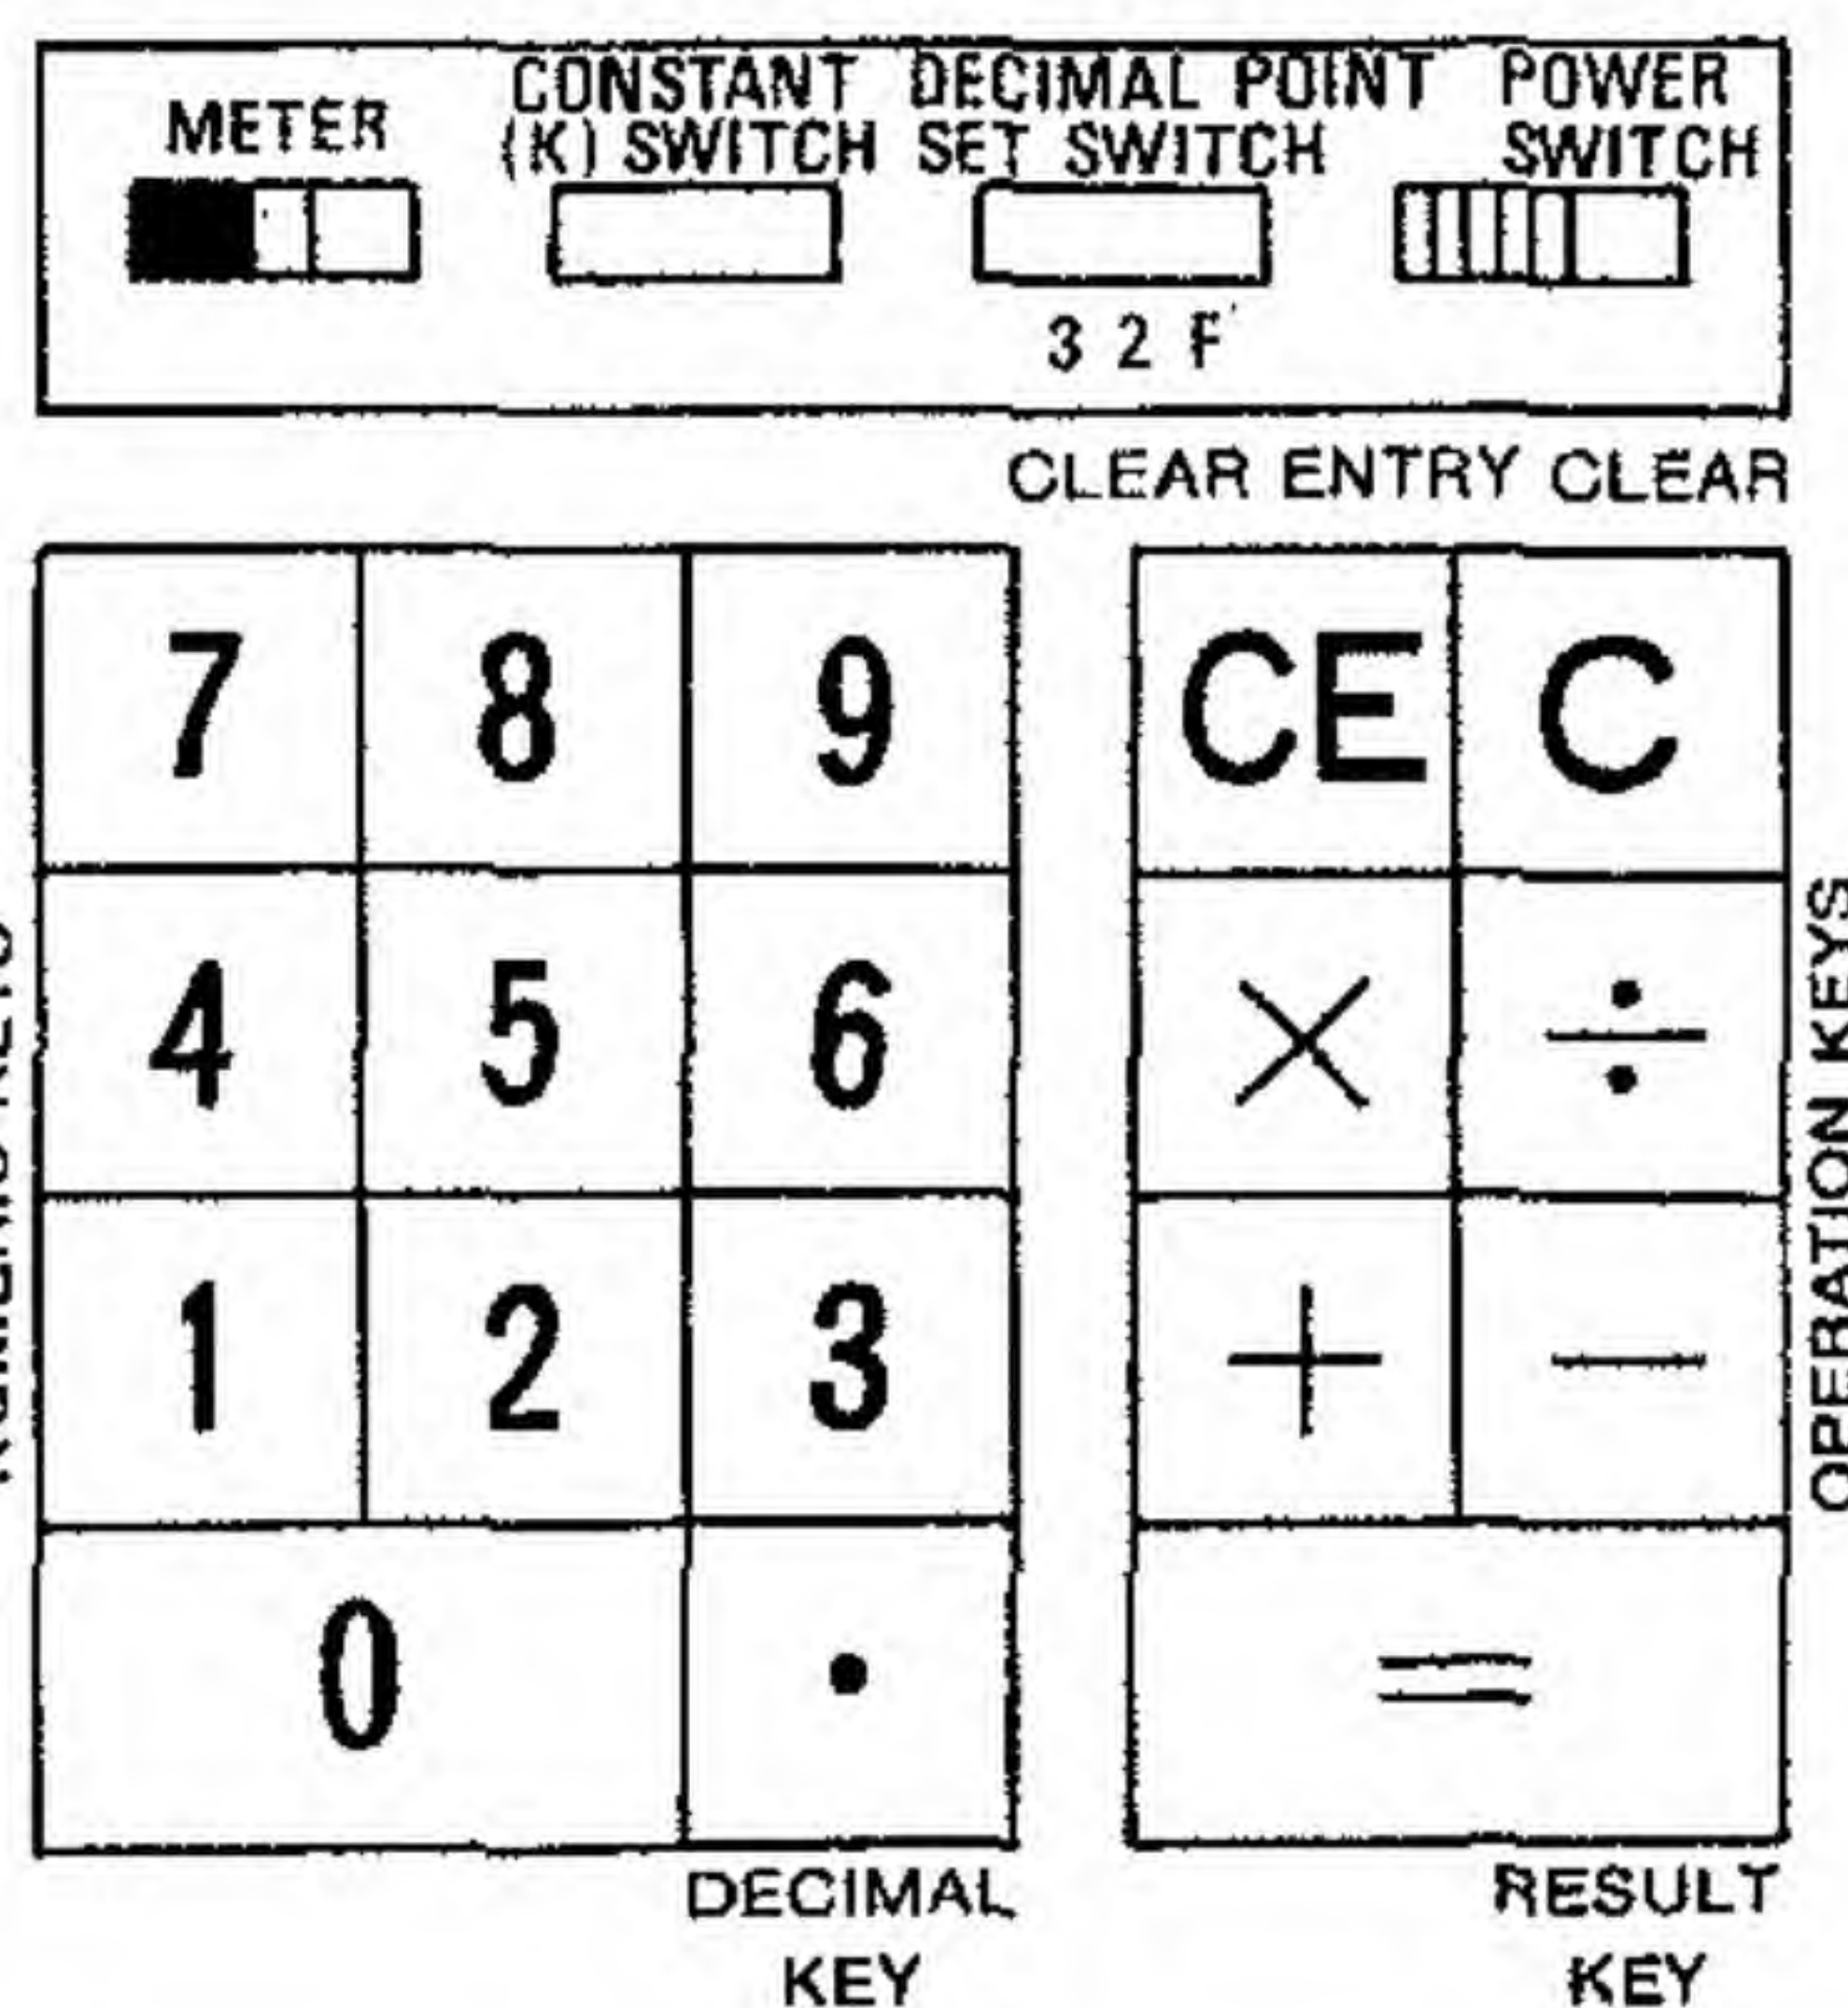 METER
CONSTANT
(K) SWITCH
DECIMAL POINT
SET SWITCH
POWER
SWITCH
3 2 F
CLEAR ENTRY CLEAR
7 8 9
CE C
4 5 6
× ÷
1 2 3
+ −
0 •
=
OPERATION KEYS
DECIMAL
KEY
RESULT
KEY